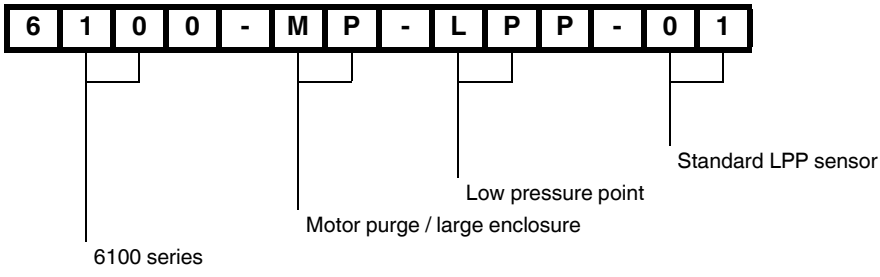 6100-MP-LPP-01
Standard LPP sensor
Low pressure point
Motor purge / large enclosure
6100 series